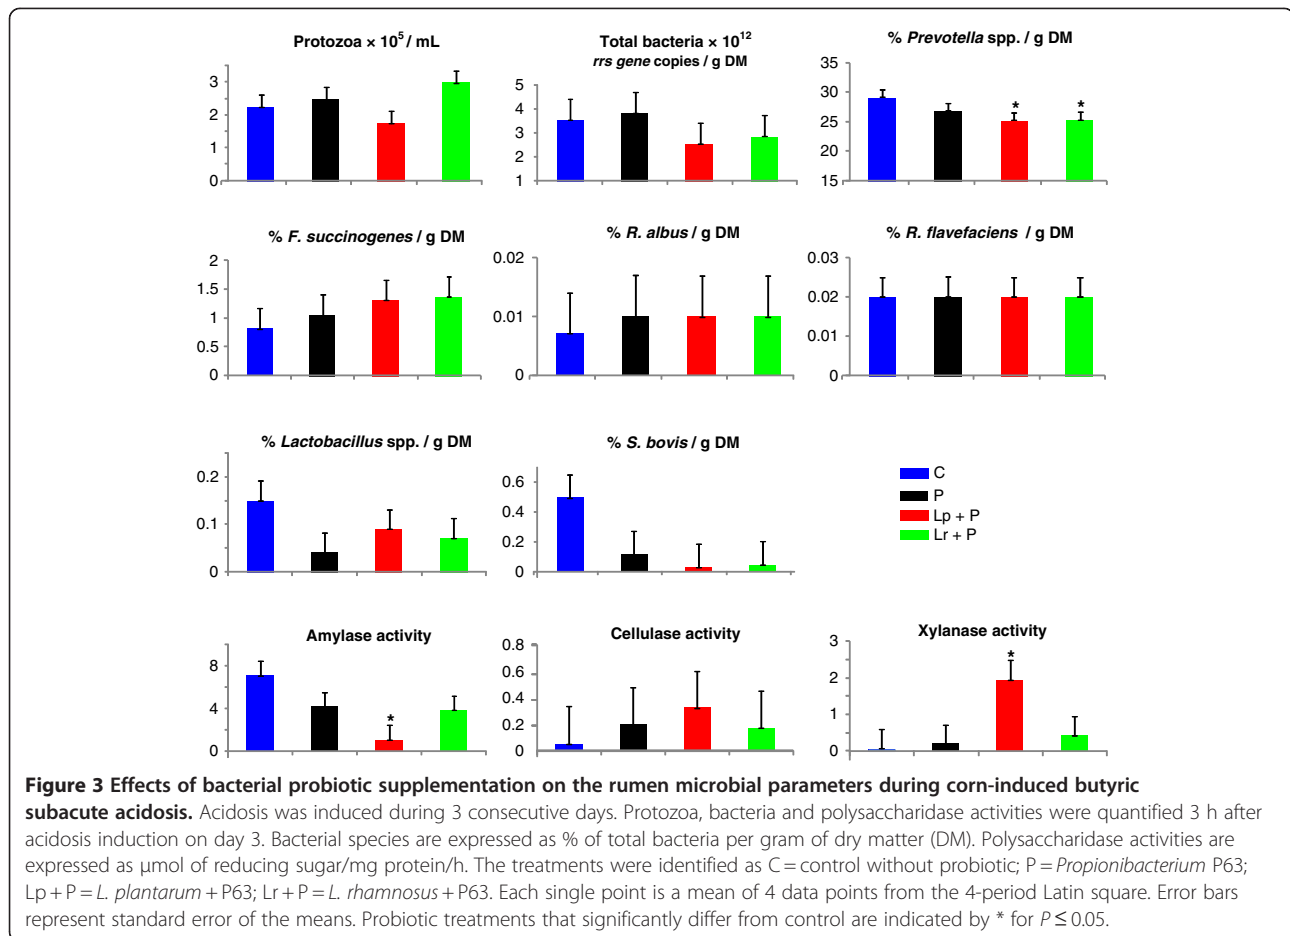 Protozoa × 10⁵ / mL
3
2
1
0
Total bacteria × 10¹²
rrs gene copies / g DM
5
4
3
2
1
% Prevotella spp. / g DM
35
30
25
20
15
* *
% F. succinogenes / g DM
2
1.5
1
0.5
0
% R. albus / g DM
0.02
0.01
0
% R. flavefaciens / g DM
0.03
0.02
0.01
0
% Lactobacillus spp. / g DM
0.2
0.1
0
% S. bovis / g DM
0.6
0.4
0.2
0
C
P
Lp + P
Lr + P
Amylase activity
8
4
0
*
Cellulase activity
0.8
0.6
0.4
0.2
0
Xylanase activity
3
2
1
0
*
Figure 3 Effects of bacterial probiotic supplementation on the rumen microbial parameters during corn-induced butyric
subacute acidosis. Acidosis was induced during 3 consecutive days. Protozoa, bacteria and polysaccharidase activities were quantified 3 h after
acidosis induction on day 3. Bacterial species are expressed as % of total bacteria per gram of dry matter (DM). Polysaccharidase activities are
expressed as μmol of reducing sugar/mg protein/h. The treatments were identified as C = control without probiotic; P = Propionibacterium P63;
Lp + P = L. plantarum + P63; Lr + P = L. rhamnosus + P63. Each single point is a mean of 4 data points from the 4-period Latin square. Error bars
represent standard error of the means. Probiotic treatments that significantly differ from control are indicated by * for P ≤ 0.05.